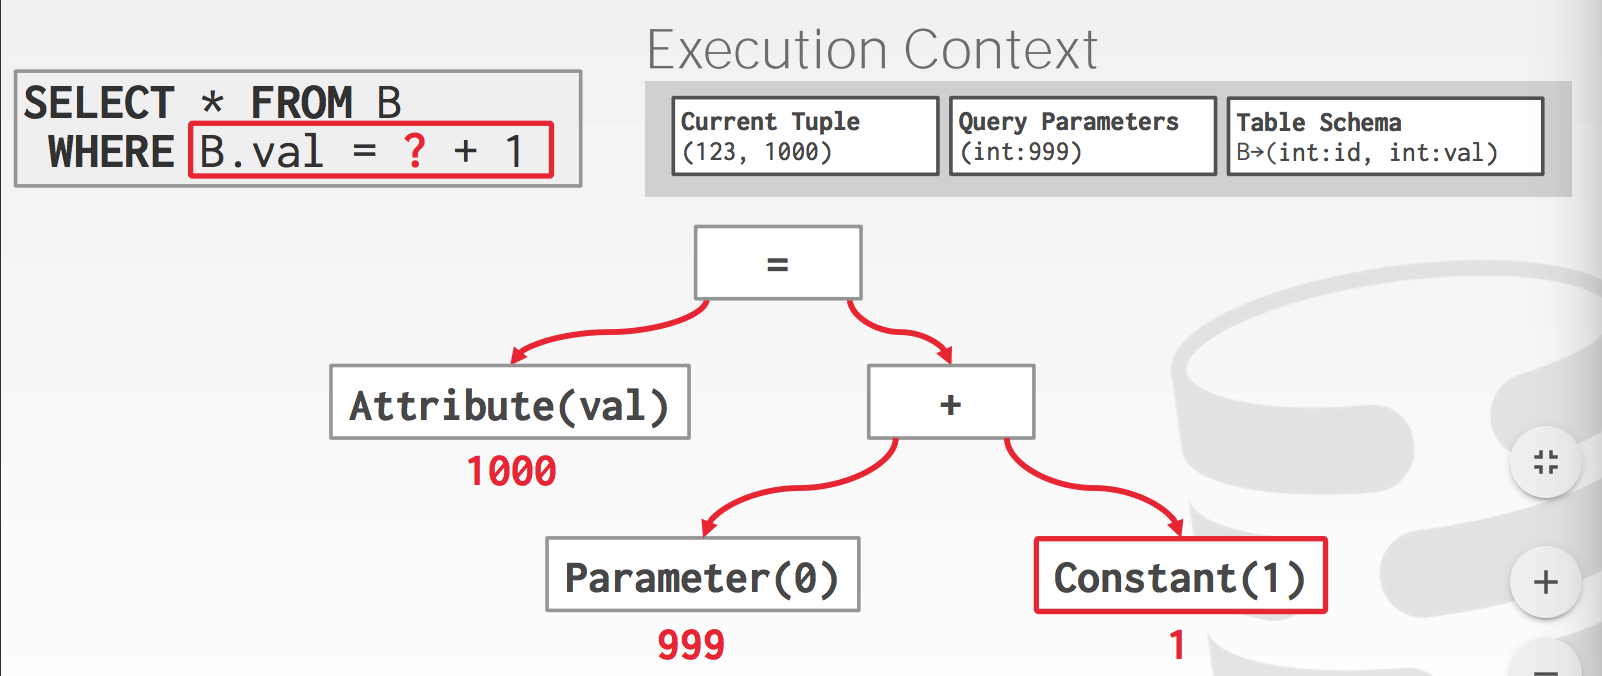 Execution Context
SELECT * FROM B
WHERE B.val = ? + 1
Current Tuple
(123, 1000)
Query Parameters
(int:999)
Table Schema
B→(int:id, int:val)
=
Attribute(val)
+
1000
Parameter(0)
Constant(1)
999
1